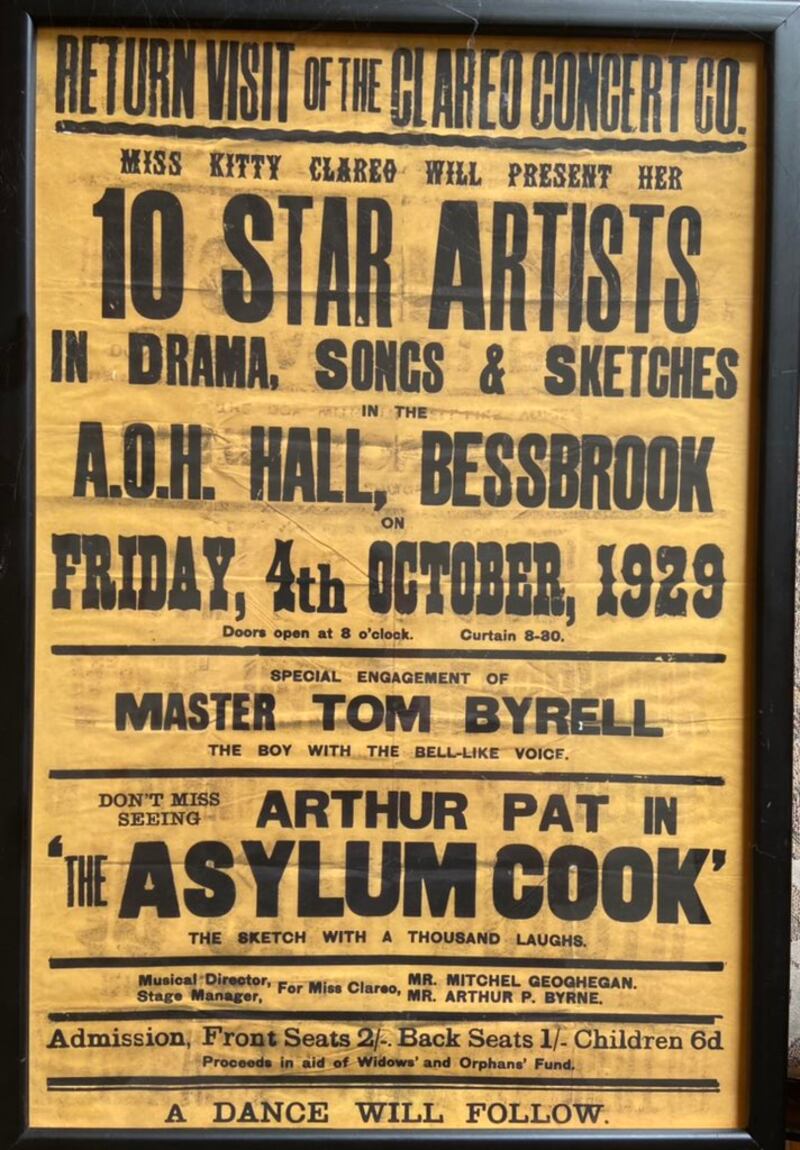 RETURN VISIT OF THE CLAREO CONCERT CO.
MISS KITTY CLAREO WILL PRESENT HER
10 STAR ARTISTS
IN DRAMA, SONGS & SKETCHES
IN THE
A.O.H. HALL, BESSBROOK
ON
FRIDAY, 4th OCTOBER, 1929
Doors open at 8 o'clock. Curtain 8-30.
SPECIAL ENGAGEMENT OF
MASTER TOM BYRELL
THE BOY WITH THE BELL-LIKE VOICE.
DON'T MISS SEEING ARTHUR PAT IN
'THE ASYLUM COOK'
THE SKETCH WITH A THOUSAND LAUGHS.
Musical Director, For Miss Clareo, MR. MITCHEL GEOGHEGAN.
Stage Manager, MR. ARTHUR P. BYRNE.
Admission, Front Seats 2/-. Back Seats 1/- Children 6d
Proceeds in aid of Widows' and Orphans' Fund.
A DANCE WILL FOLLOW.